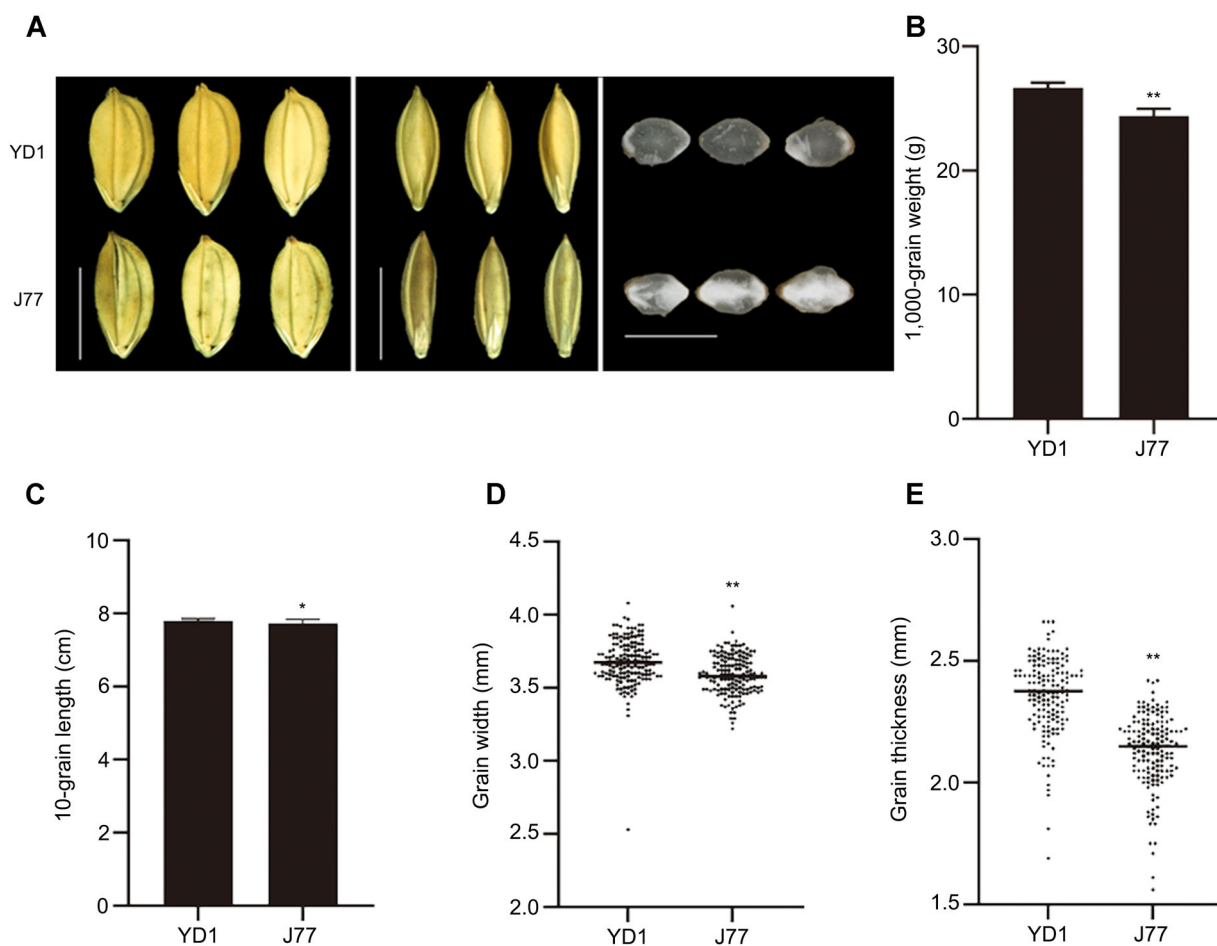 A
YD1
J77
B
30
20
10
0
1,000-grain weight (g)
**
YD1
J77
C
10
8
6
4
2
0
10-grain length (cm)
*
YD1
J77
D
4.5
4.0
3.5
3.0
2.5
2.0
Grain width (mm)
**
YD1
J77
E
3.0
2.5
2.0
1.5
Grain thickness (mm)
**
YD1
J77